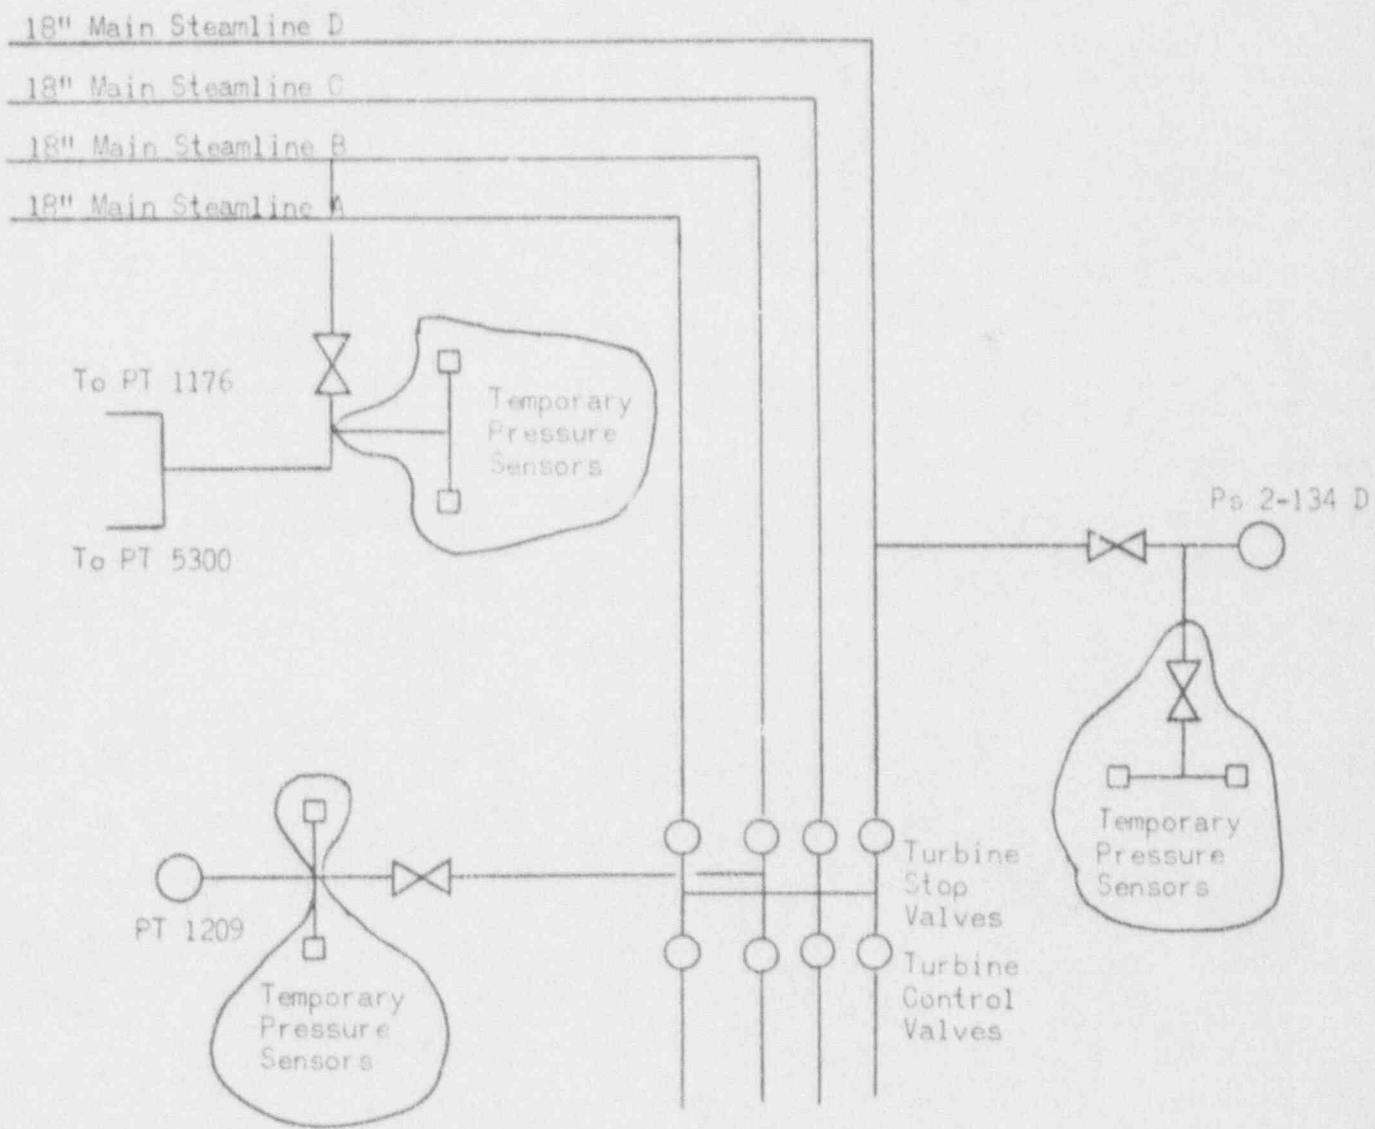 18" Main Steamline D
18" Main Steamline C
18" Main Steamline B
18" Main Steamline A
To PT 1176
Temporary
Pressure
Sensors
To PT 5300
Ps 2-134 D
Temporary
Pressure
Sensors
Turbine
Stop
Valves
PT 1209
Turbine
Control
Valves
Temporary
Pressure
Sensors